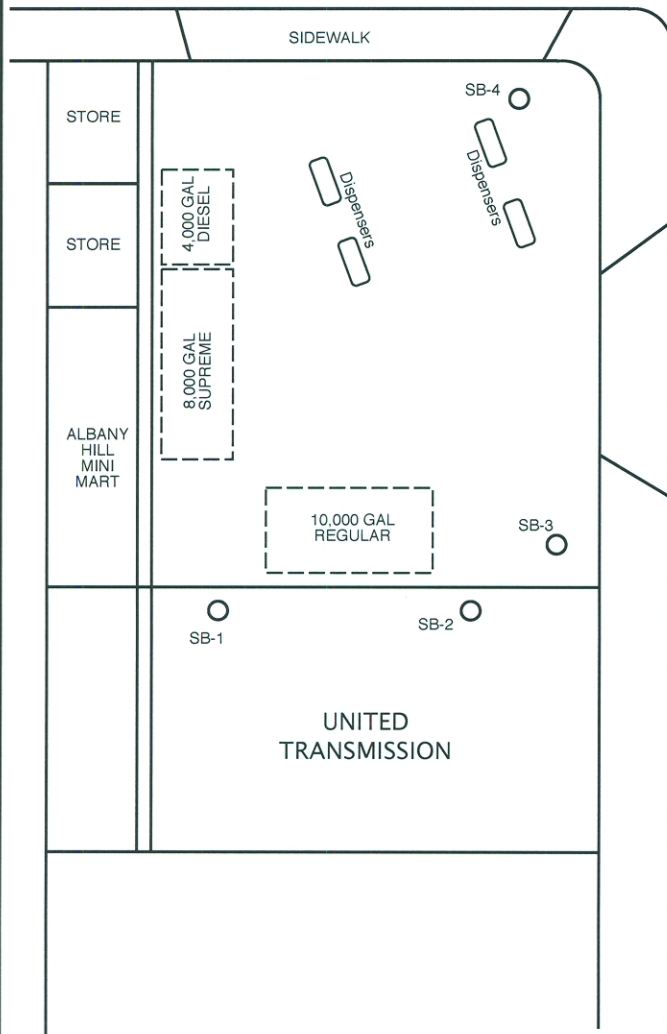 SIDEWALK
SB-4
STORE
Dispensers
Dispensers
4,000 GAL
DIESEL
STORE
8,000 GAL
SUPREME
ALBANY
HILL
MINI
MART
10,000 GAL
REGULAR
SB-3
SB-1
SB-2
UNITED
TRANSMISSION